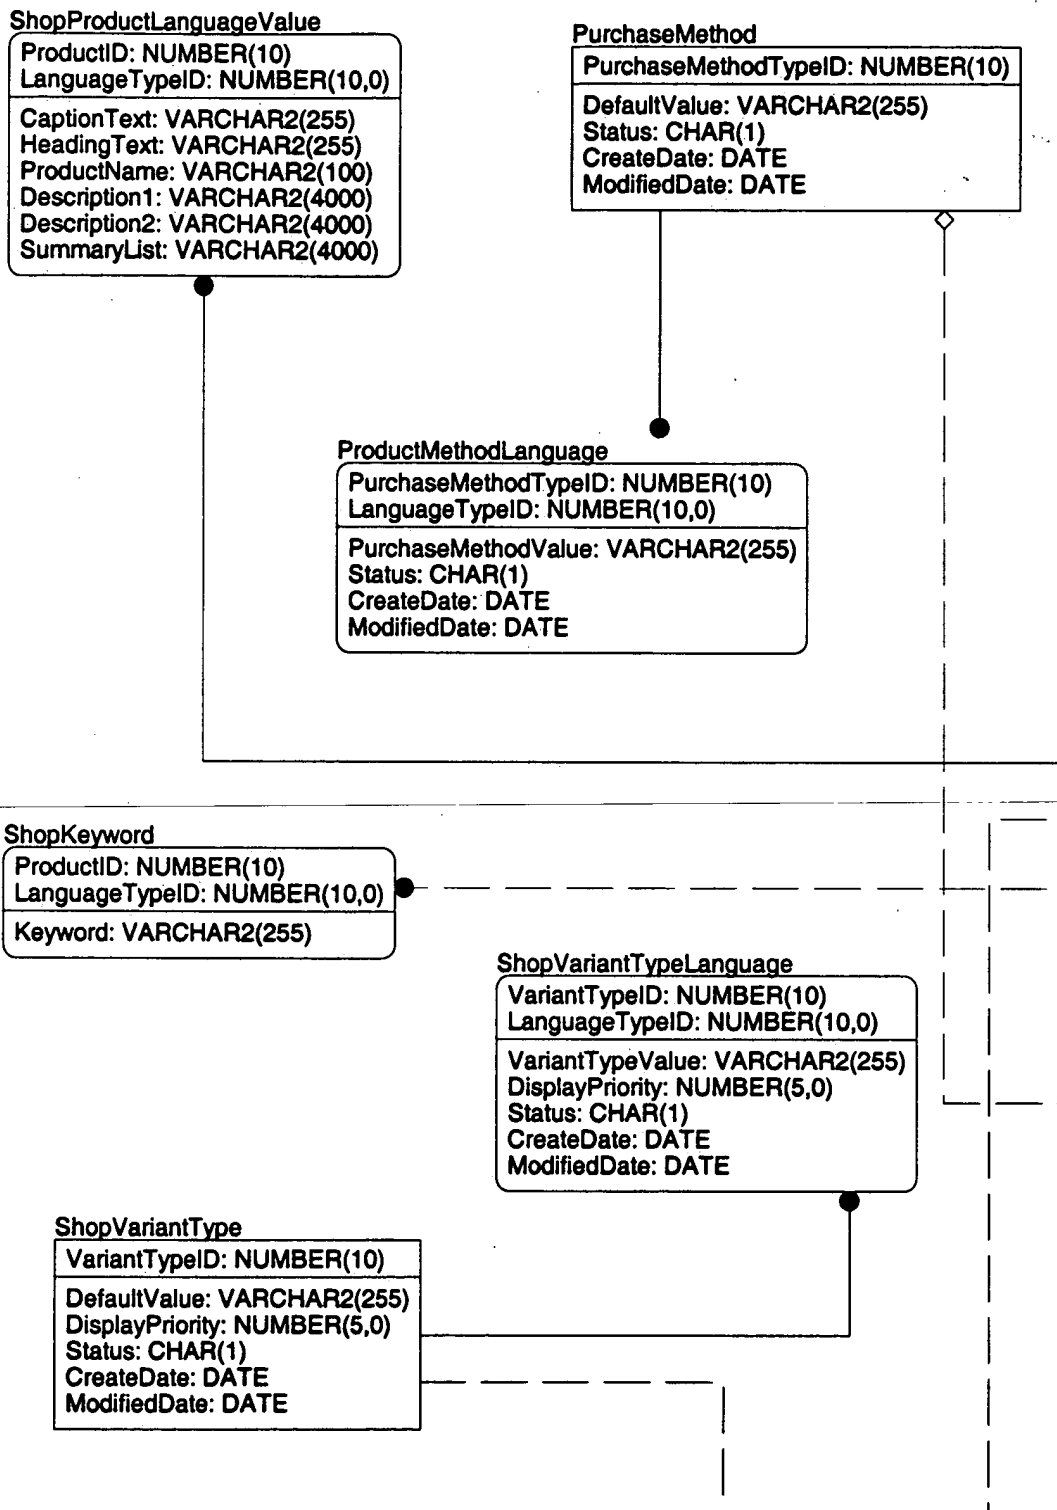 ShopProductLanguageValue
ProductID: NUMBER(10)
LanguageTypeID: NUMBER(10,0)
CaptionText: VARCHAR2(255)
HeadingText: VARCHAR2(255)
ProductName: VARCHAR2(100)
Description1: VARCHAR2(4000)
Description2: VARCHAR2(4000)
SummaryList: VARCHAR2(4000)
PurchaseMethod
PurchaseMethodTypeID: NUMBER(10)
DefaultValue: VARCHAR2(255)
Status: CHAR(1)
CreateDate: DATE
ModifiedDate: DATE
ProductMethodLanguage
PurchaseMethodTypeID: NUMBER(10)
LanguageTypeID: NUMBER(10,0)
PurchaseMethodValue: VARCHAR2(255)
Status: CHAR(1)
CreateDate: DATE
ModifiedDate: DATE
ShopKeyword
ProductID: NUMBER(10)
LanguageTypeID: NUMBER(10,0)
Keyword: VARCHAR2(255)
ShopVariantTypeLanguage
VariantTypeID: NUMBER(10)
LanguageTypeID: NUMBER(10,0)
VariantTypeValue: VARCHAR2(255)
DisplayPriority: NUMBER(5,0)
Status: CHAR(1)
CreateDate: DATE
ModifiedDate: DATE
ShopVariantType
VariantTypeID: NUMBER(10)
DefaultValue: VARCHAR2(255)
DisplayPriority: NUMBER(5,0)
Status: CHAR(1)
CreateDate: DATE
ModifiedDate: DATE